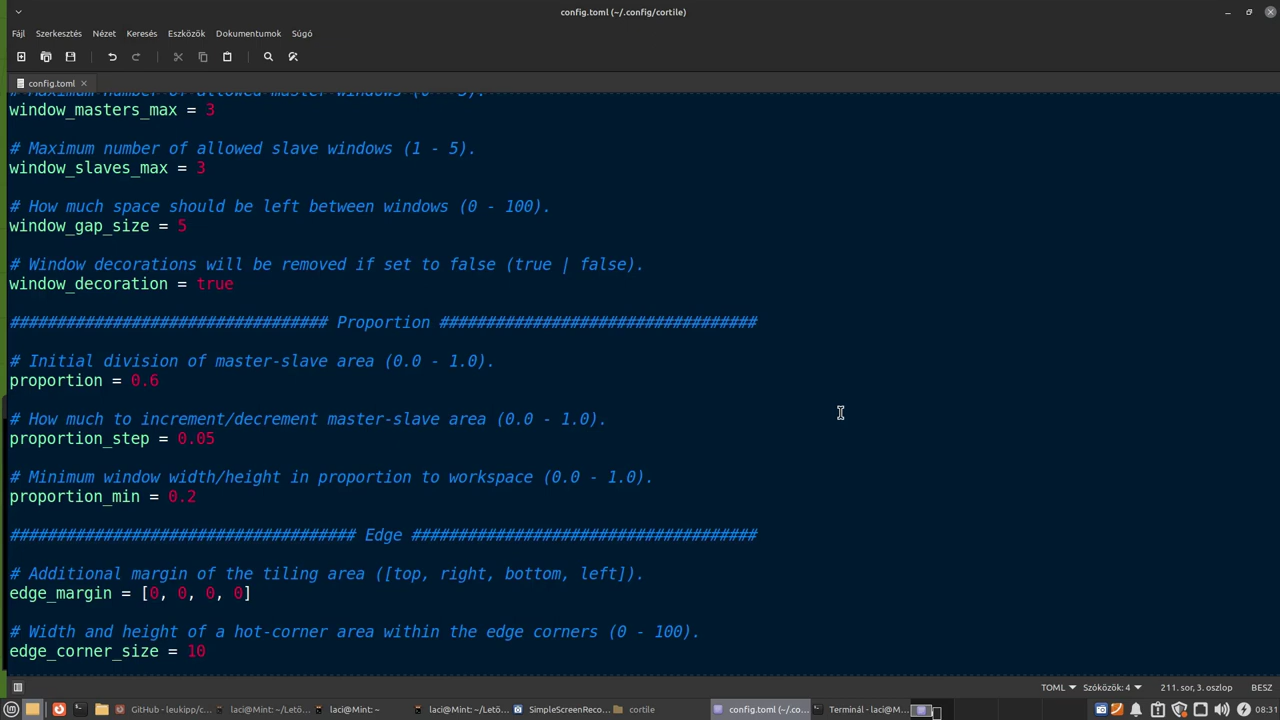 config.toml (~/.config/cortile)
Fájl Szerkesztés Nézet Keresés Eszközök Dokumentumok Súgó
config.toml
# Maximum number of allowed master windows (0 - 5).
window_masters_max = 3
# Maximum number of allowed slave windows (1 - 5).
window_slaves_max = 3
# How much space should be left between windows (0 - 100).
window_gap_size = 5
# Window decorations will be removed if set to false (true | false).
window_decoration = true
################################## Proportion ##################################
# Initial division of master-slave area (0.0 - 1.0).
proportion = 0.6
# How much to increment/decrement master-slave area (0.0 - 1.0).
proportion_step = 0.05
# Minimum window width/height in proportion to workspace (0.0 - 1.0).
proportion_min = 0.2
##################################### Edge #####################################
# Additional margin of the tiling area ([top, right, bottom, left]).
edge_margin = [0, 0, 0, 0]
# Width and height of a hot-corner area within the edge corners (0 - 100).
edge_corner_size = 10
TOML Szóközök: 4 211. sor, 3. oszlop BESZ
GitHub - leukipp/c... laci@Mint: ~/Letö... laci@Mint: ~ laci@Mint: ~/Letö... SimpleScreenReco... cortile config.toml (~/.co... Terminál - laci@M... 08:31